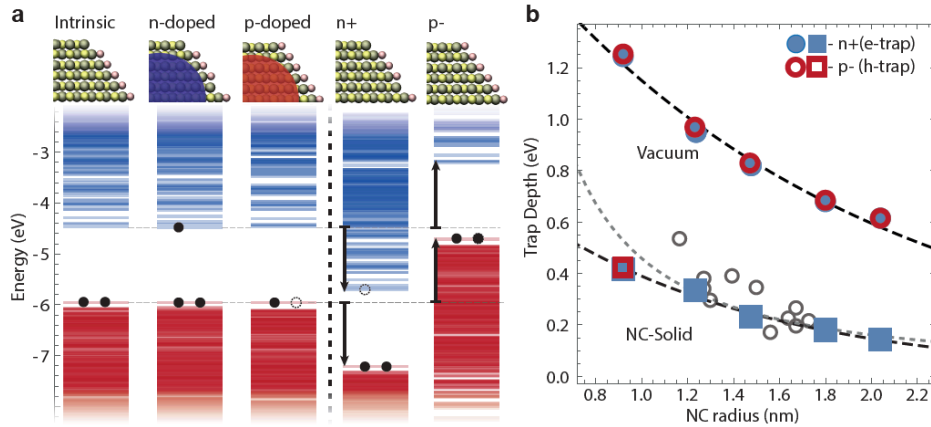 a
Intrinsic n-doped p-doped n+ p-
Energy (eV)
-3
-4
-5
-6
-7
b
- n+(e-trap)
- p- (h-trap)
Vacuum
NC-Solid
Trap Depth (eV)
1.2
1.0
0.8
0.6
0.4
0.2
0.0
0.8 1.0 1.2 1.4 1.6 1.8 2.0 2.2
NC radius (nm)